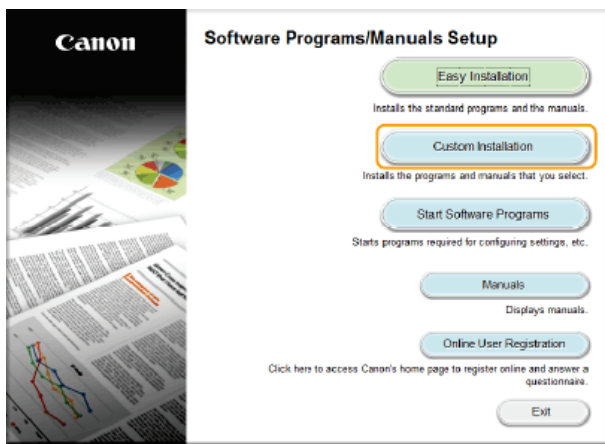 Canon
Software Programs/Manuals Setup
Easy Installation
Installs the standard programs and the manuals.
Custom Installation
Installs the programs and manuals that you select.
Start Software Programs
Starts programs required for configuring settings, etc.
Manuals
Displays manuals.
Online User Registration
Click here to access Canon's home page to register online and answer a
questionnaire.
Exit